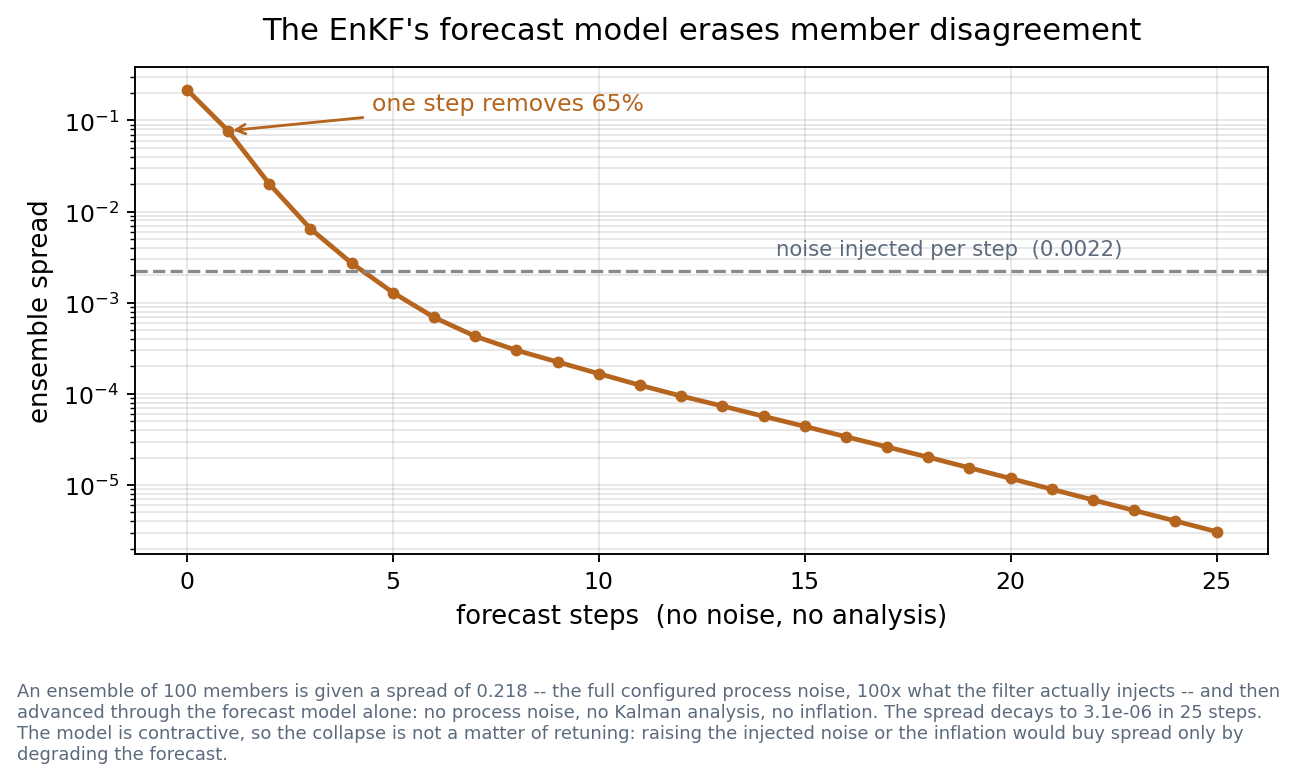 The EnKF's forecast model erases member disagreement
one step removes 65%
noise injected per step (0.0022)
ensemble spread
10⁻¹
10⁻²
10⁻³
10⁻⁴
10⁻⁵
0 5 10 15 20 25
forecast steps (no noise, no analysis)
An ensemble of 100 members is given a spread of 0.218 -- the full configured process noise, 100x what the filter actually injects -- and then
advanced through the forecast model alone: no process noise, no Kalman analysis, no inflation. The spread decays to 3.1e-06 in 25 steps.
The model is contractive, so the collapse is not a matter of retuning: raising the injected noise or the inflation would buy spread only by
degrading the forecast.